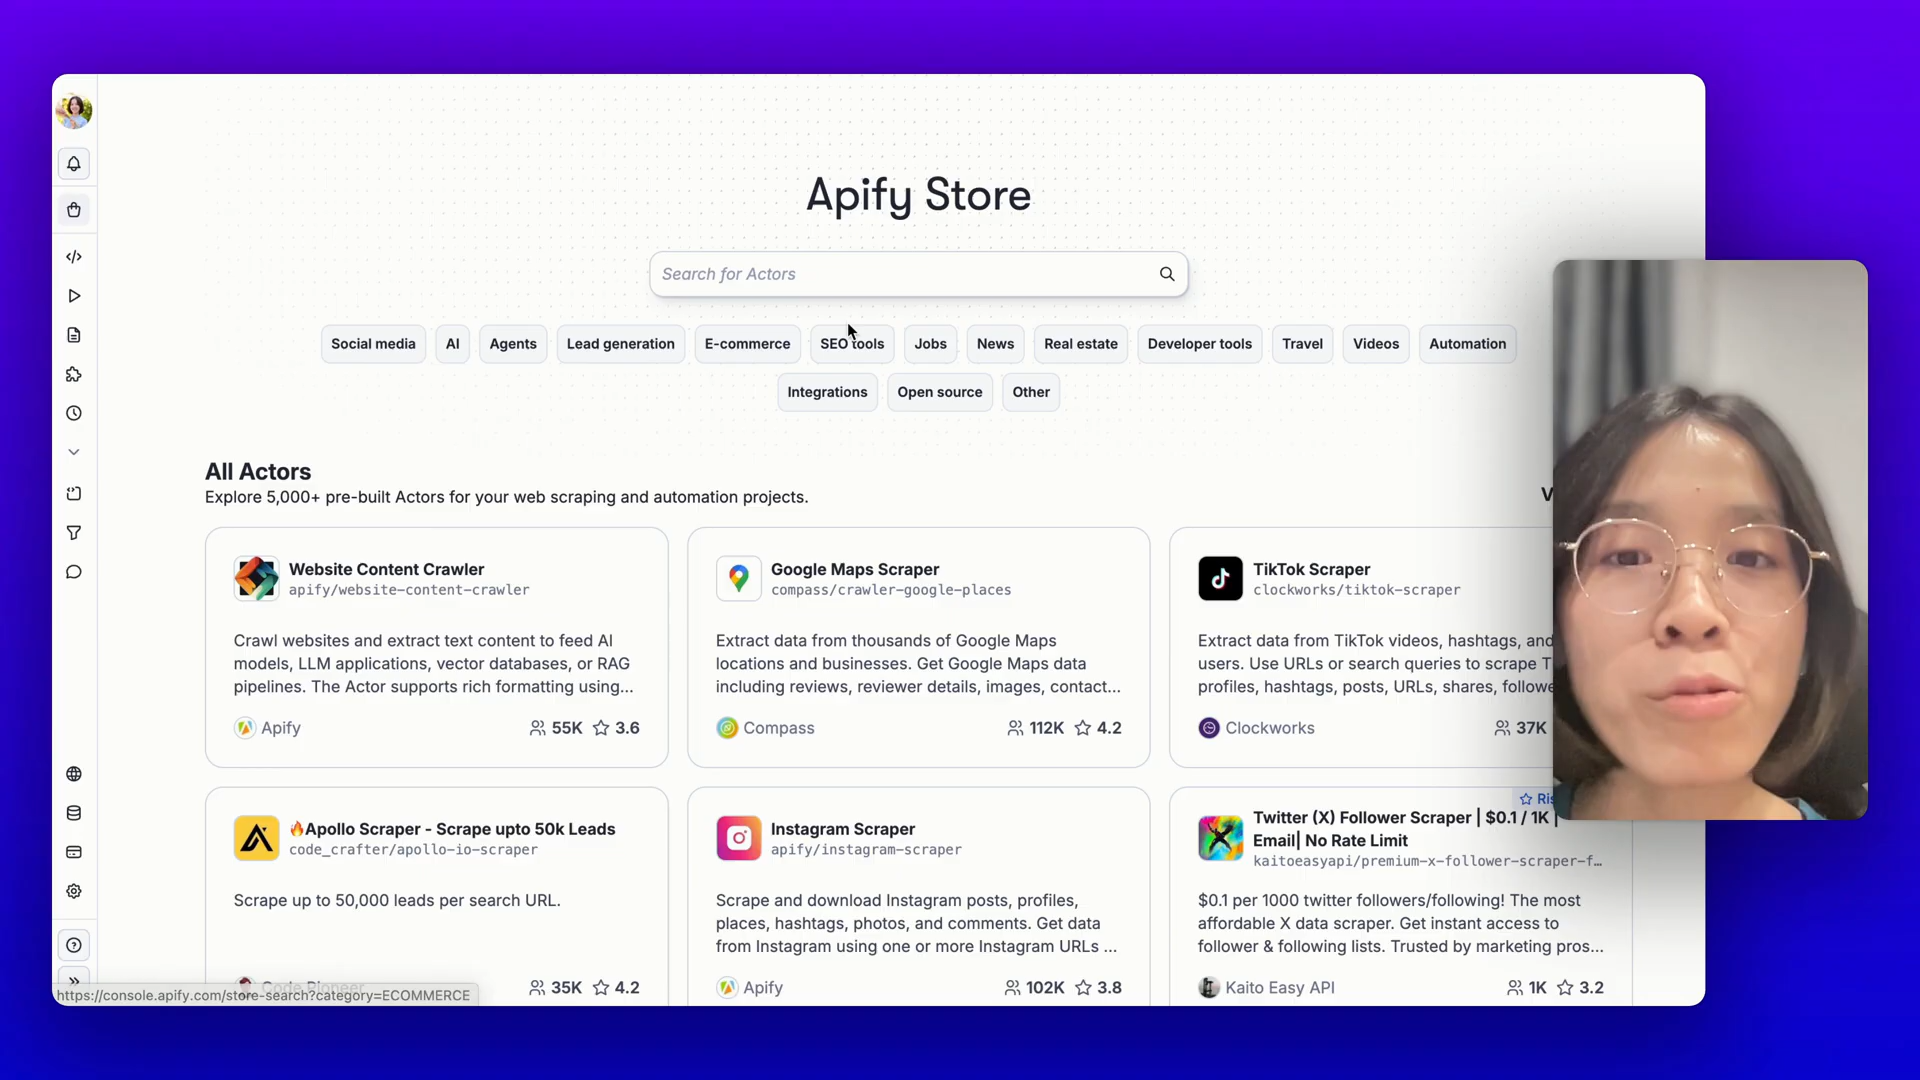 Apify Store
Search for Actors
Social media
AI
Agents
Lead generation
E-commerce
SEO tools
Jobs
News
Real estate
Developer tools
Travel
Videos
Automation
Integrations
Open source
Other
All Actors
Explore 5,000+ pre-built Actors for your web scraping and automation projects.
Website Content Crawler
apify/website-content-crawler
Crawl websites and extract text content to feed AI
models, LLM applications, vector databases, or RAG
pipelines. The Actor supports rich formatting using...
Apify
55K
3.6
Google Maps Scraper
compass/crawler-google-places
Extract data from thousands of Google Maps
locations and businesses. Get Google Maps data
including reviews, reviewer details, images, contact...
Compass
112K
4.2
TikTok Scraper
clockworks/tiktok-scraper
Extract data from TikTok videos, hashtags, and
users. Use URLs or search queries to scrape T
profiles, hashtags, posts, URLs, shares, followe
Clockworks
37K
🔥Apollo Scraper - Scrape upto 50k Leads
code_crafter/apollo-io-scraper
Scrape up to 50,000 leads per search URL.
Code Pioneer
35K
4.2
Instagram Scraper
apify/instagram-scraper
Scrape and download Instagram posts, profiles,
places, hashtags, photos, and comments. Get data
from Instagram using one or more Instagram URLs ...
Apify
102K
3.8
Ris
Twitter (X) Follower Scraper | $0.1 / 1K |
Email| No Rate Limit
kaitoeasyapi/premium-x-follower-scraper-f...
$0.1 per 1000 twitter followers/following! The most
affordable X data scraper. Get instant access to
follower & following lists. Trusted by marketing pros...
Kaito Easy API
1K
3.2
https://console.apify.com/store-search?category=ECOMMERCE